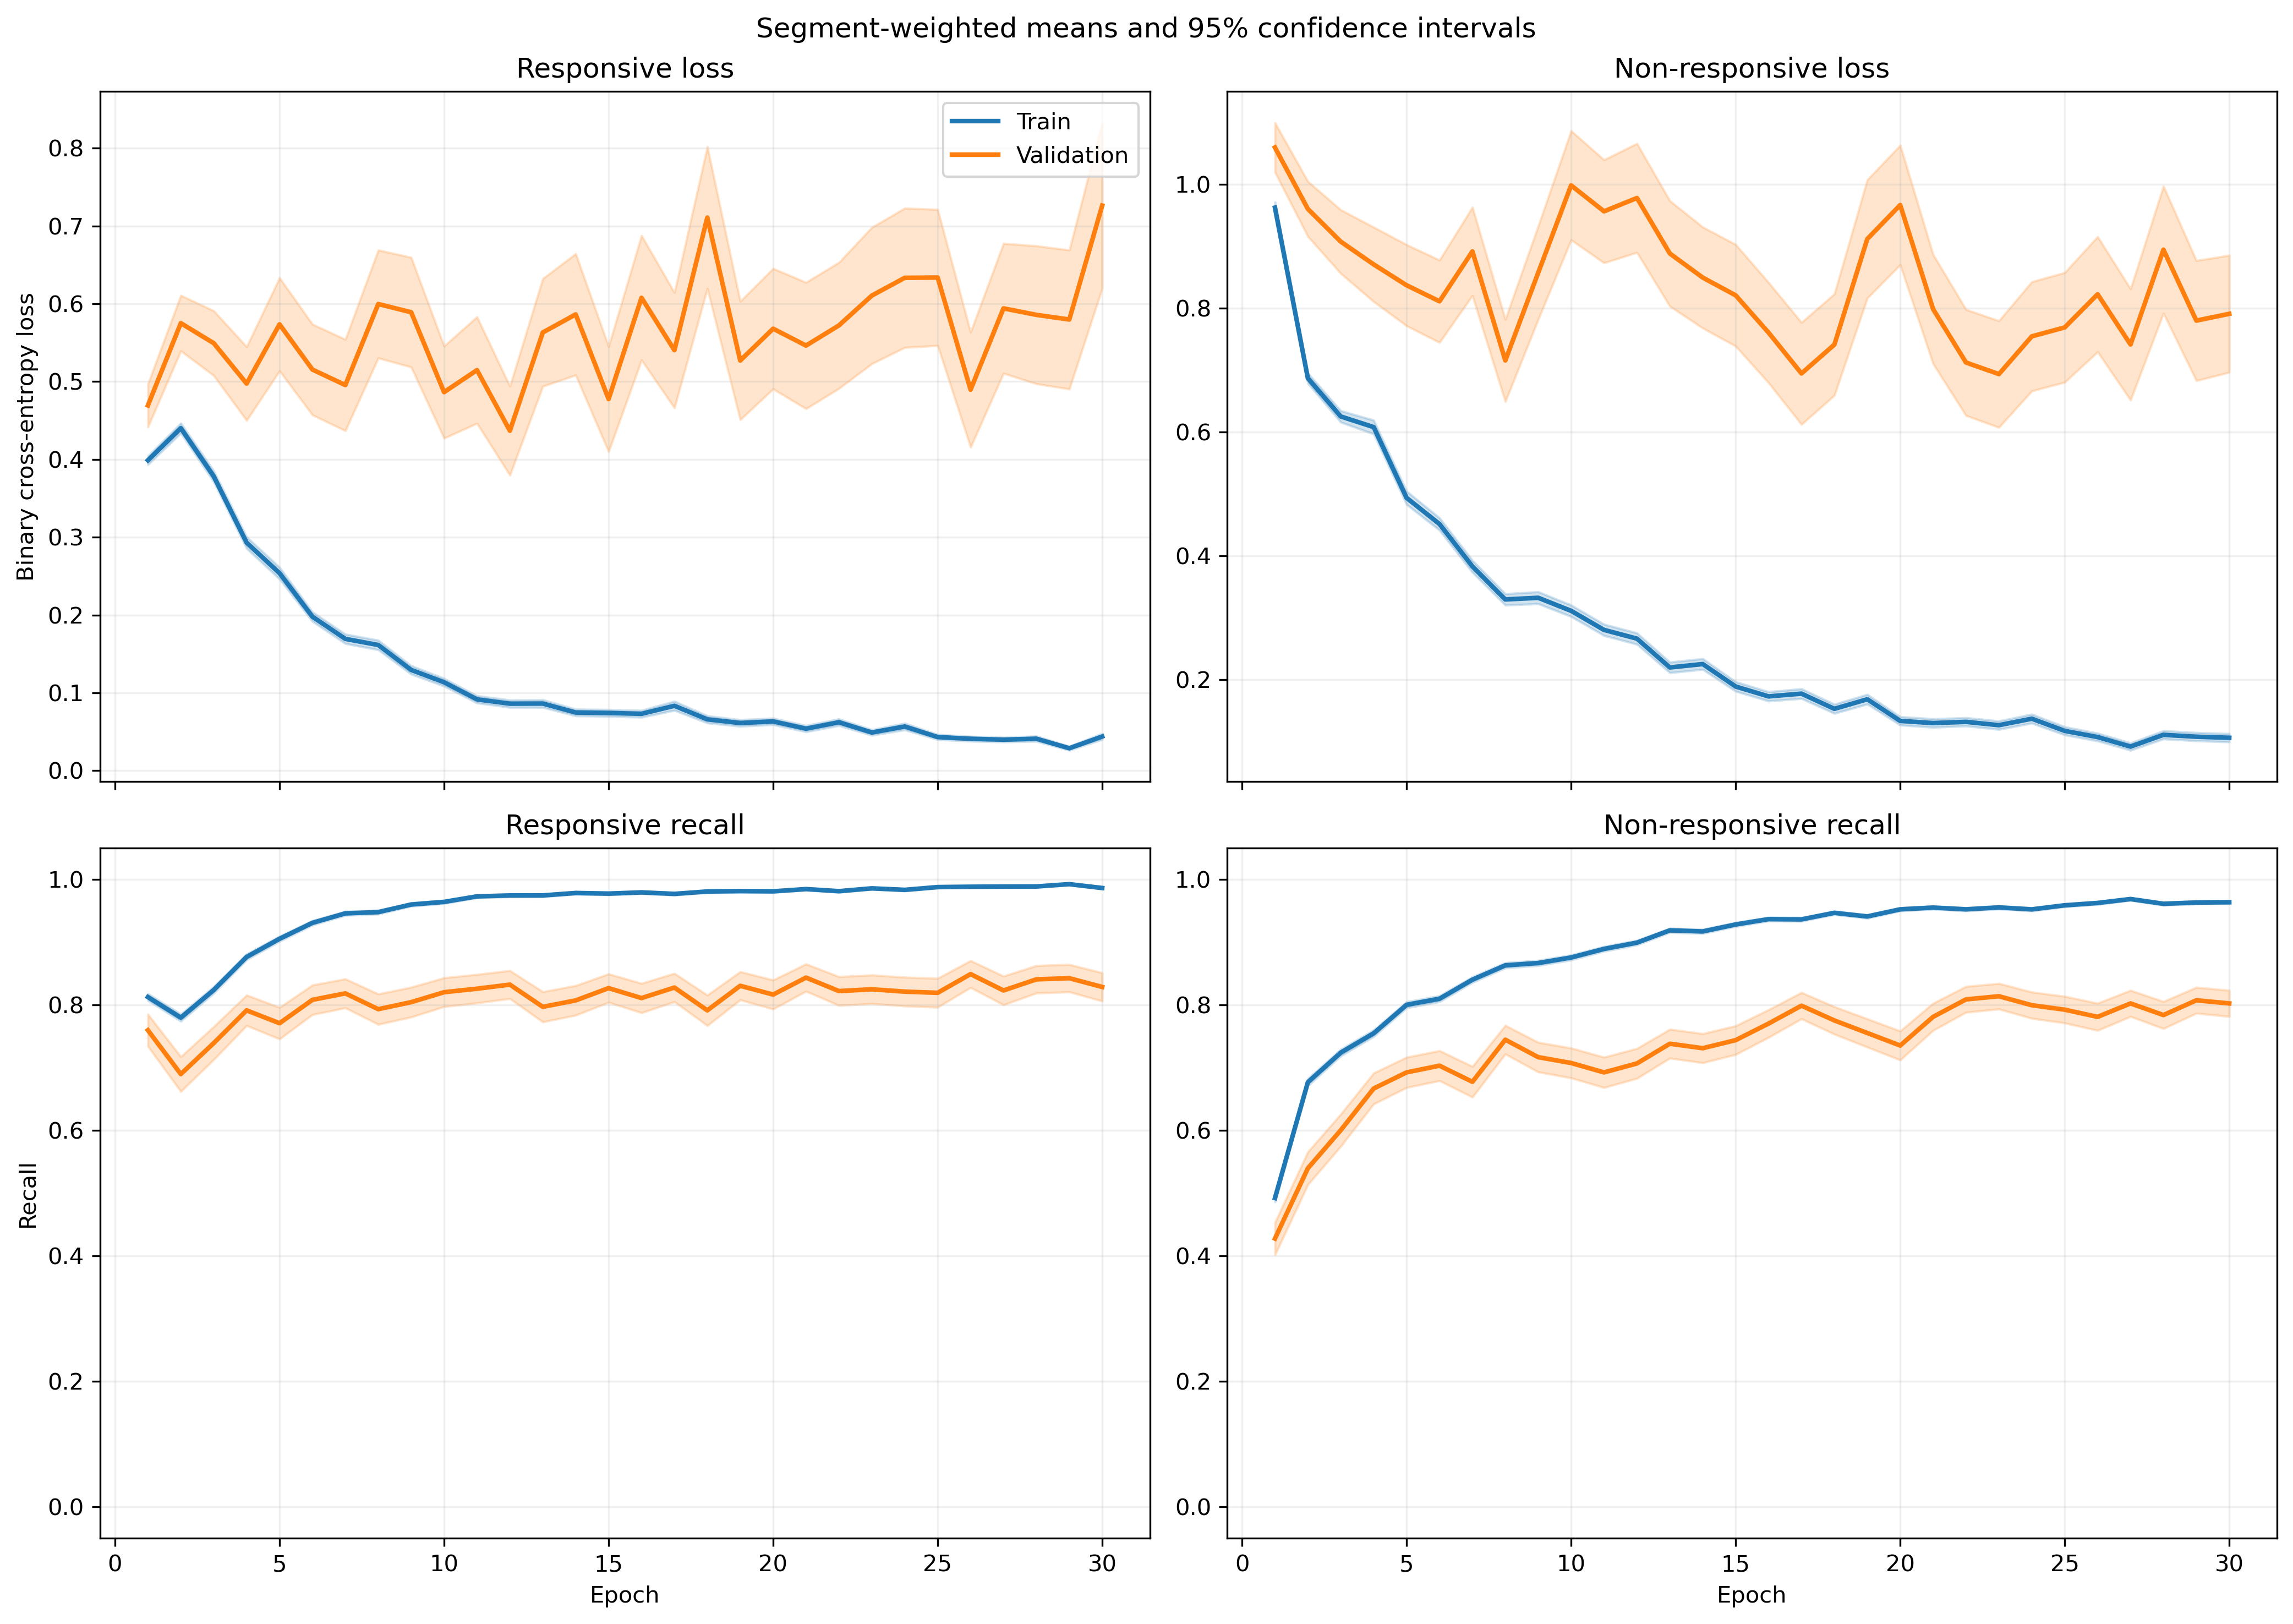 Segment-weighted means and 95% confidence intervals
Responsive loss
Non-responsive loss
Train
Validation
Binary cross-entropy loss
0.8
0.7
0.6
0.5
0.4
0.3
0.2
0.1
0.0
1.0
0.8
0.6
0.4
0.2
Responsive recall
Non-responsive recall
Recall
1.0
0.8
0.6
0.4
0.2
0.0
0 5 10 15 20 25 30
Epoch
1.0
0.8
0.6
0.4
0.2
0.0
0 5 10 15 20 25 30
Epoch